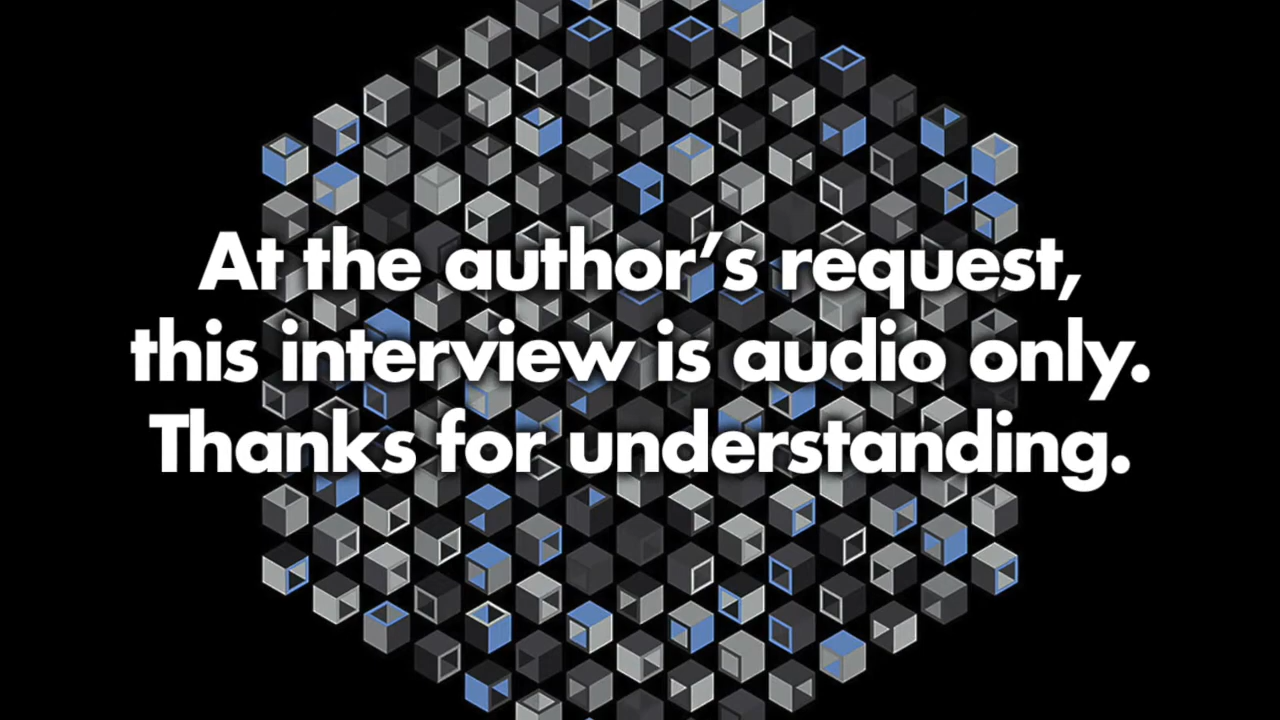 At the author’s request,
this interview is audio only.
Thanks for understanding.